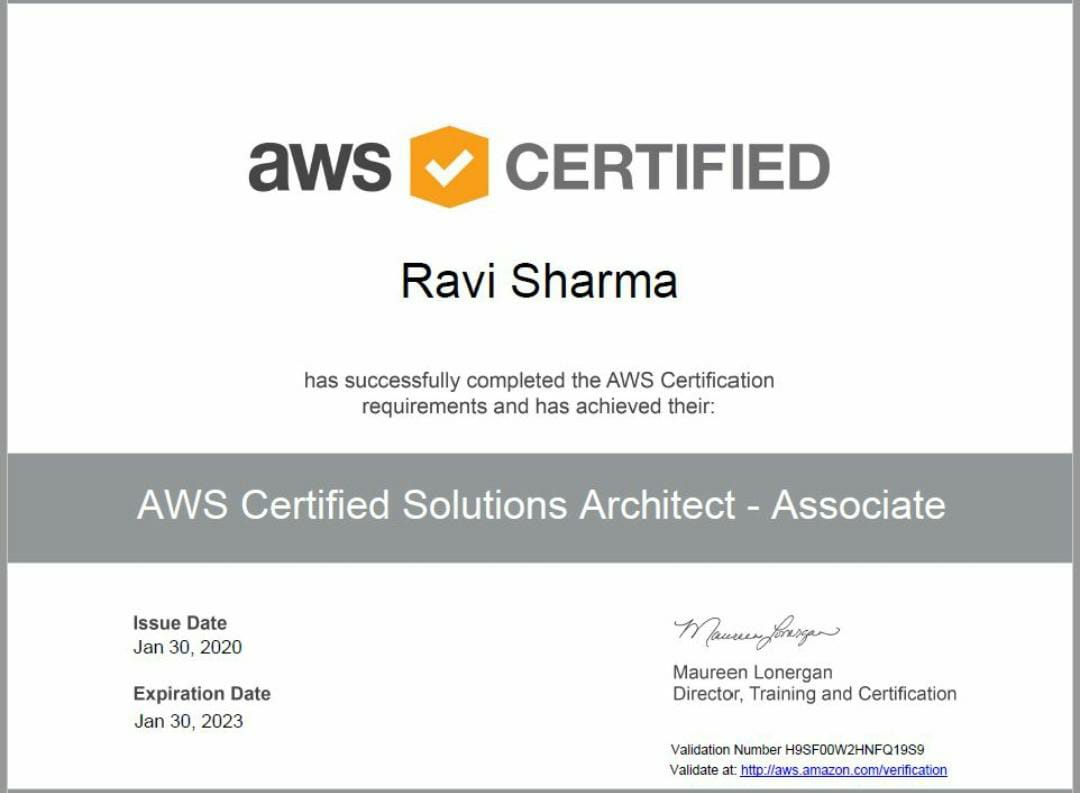 aws CERTIFIED
Ravi Sharma
has successfully completed the AWS Certification
requirements and has achieved their:
AWS Certified Solutions Architect - Associate
Issue Date
Jan 30, 2020
Expiration Date
Jan 30, 2023
Maureen Lonergan
Maureen Lonergan
Director, Training and Certification
Validation Number H9SF00W2HNFQ19S9
Validate at: http://aws.amazon.com/verification